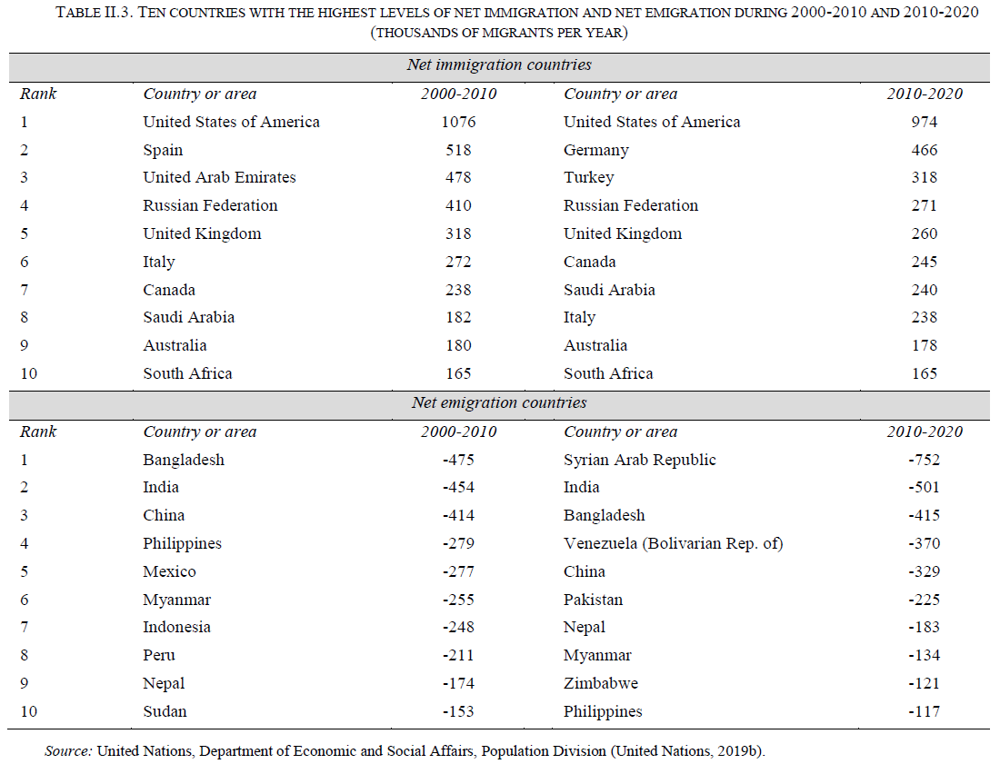 TABLE II.3. TEN COUNTRIES WITH THE HIGHEST LEVELS OF NET IMMIGRATION AND NET EMIGRATION DURING 2000-2010 AND 2010-2020
(THOUSANDS OF MIGRANTS PER YEAR)
Net immigration countries
Rank Country or area 2000-2010 Country or area 2010-2020
1 United States of America 1076 United States of America 974
2 Spain 518 Germany 466
3 United Arab Emirates 478 Turkey 318
4 Russian Federation 410 Russian Federation 271
5 United Kingdom 318 United Kingdom 260
6 Italy 272 Canada 245
7 Canada 238 Saudi Arabia 240
8 Saudi Arabia 182 Italy 238
9 Australia 180 Australia 178
10 South Africa 165 South Africa 165
Net emigration countries
Rank Country or area 2000-2010 Country or area 2010-2020
1 Bangladesh -475 Syrian Arab Republic -752
2 India -454 India -501
3 China -414 Bangladesh -415
4 Philippines -279 Venezuela (Bolivarian Rep. of) -370
5 Mexico -277 China -329
6 Myanmar -255 Pakistan -225
7 Indonesia -248 Nepal -183
8 Peru -211 Myanmar -134
9 Nepal -174 Zimbabwe -121
10 Sudan -153 Philippines -117
Source: United Nations, Department of Economic and Social Affairs, Population Division (United Nations, 2019b).